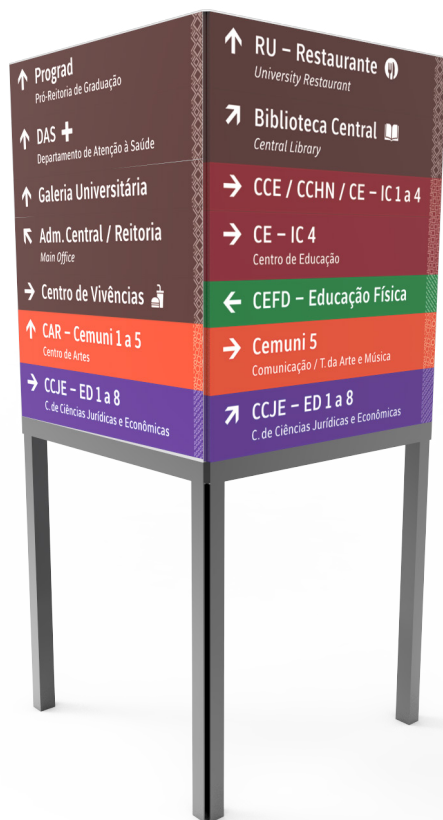 Prograd
Pró-Reitoria de Graduação
DAS
Departamento de Atenção à Saúde
Galeria Universitária
Adm. Central / Reitoria
Main Office
Centro de Vivências
CAR – Cemuni 1 a 5
Centro de Artes
CCJE – ED 1 a 8
C. de Ciências Jurídicas e Econômicas
RU – Restaurante
University Restaurant
Biblioteca Central
Central Library
CCE / CCHN / CE – IC 1 a 4
CE – IC 4
Centro de Educação
CEFD – Educação Física
Cemuni 5
Comunicação / T. da Arte e Música
CCJE – ED 1 a 8
C. de Ciências Jurídicas e Econômicas